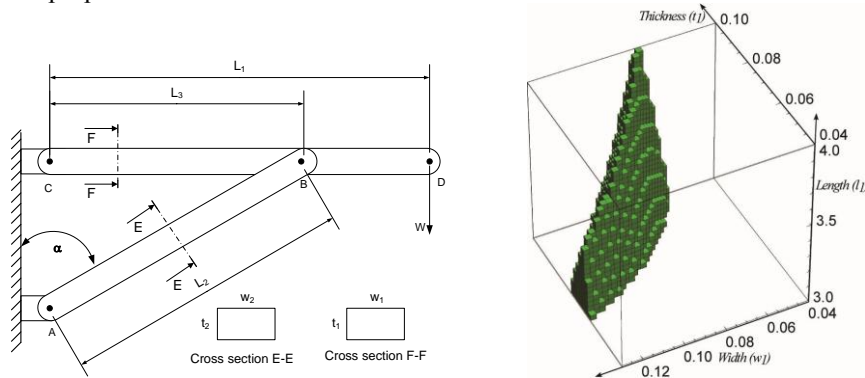 L1
L3
F
F
C
B
D
W
E
α
E
L2
A
w2
t2
Cross section E-E
w1
t1
Cross section F-F
Thickness (t1)
0.10
0.08
0.06
0.04
4.0
Length (l1)
3.5
3.0
0.04
0.06
0.08
0.10
0.12
Width (w1)